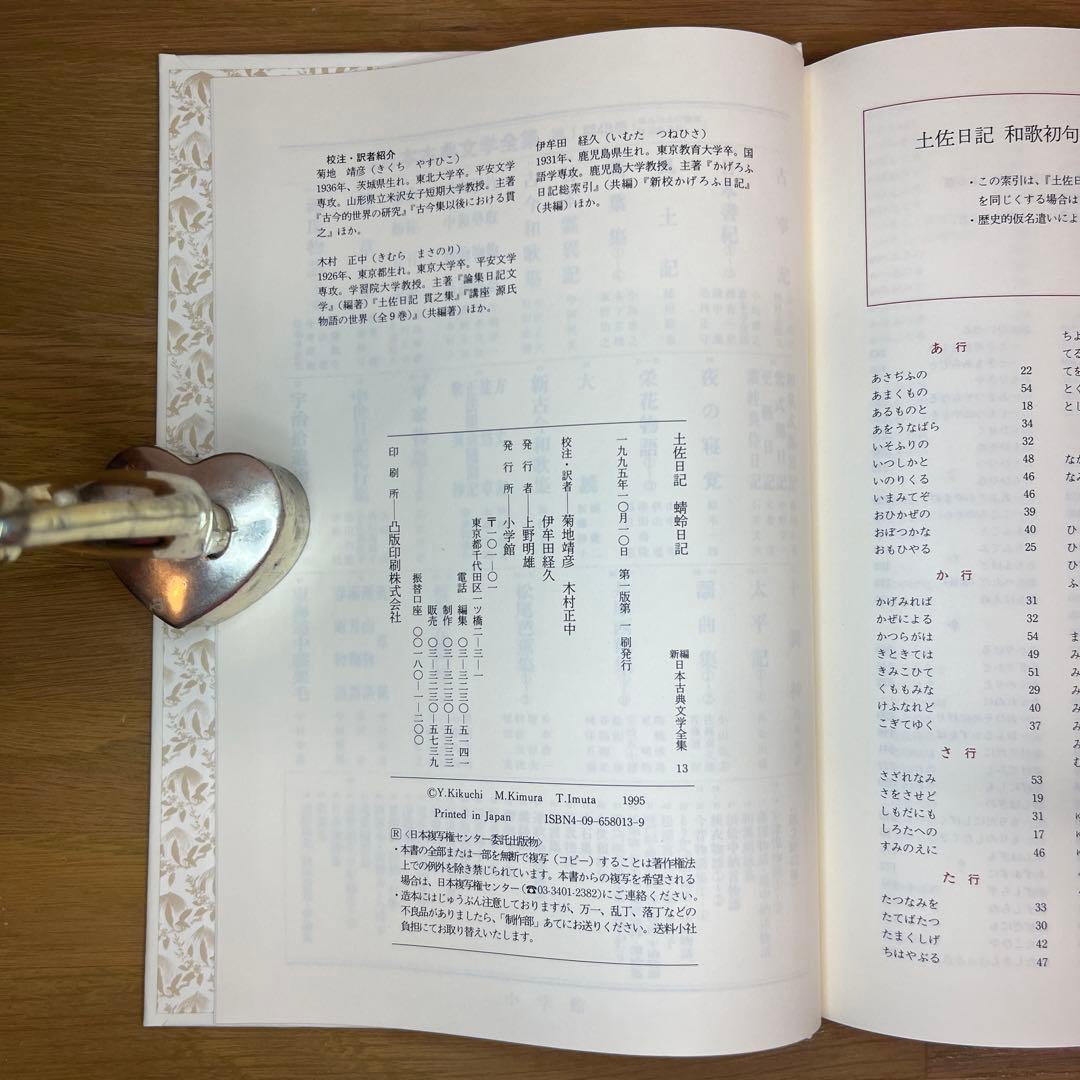 校注・訳者紹介
菊地 靖彦(きくち やすひこ)
1936年、茨城県生れ。東北大学卒。平安文学
専攻。山形県立米沢女子短期大学教授。主著
『古今的世界の研究』『古今集以後における貫
之』ほか。
木村 正中(きむら まさのり)
1926年、東京都生れ。東京大学卒。平安文学
専攻。学習院大学教授。主著『論集日記文
学』(編著)『土佐日記 貫之集』『講座 源氏
物語の世界(全9巻)』(共編著)ほか。
伊牟田 経久(いむた つねひさ)
1931年、鹿児島県生れ。東京教育大学卒。国
語学専攻。鹿児島大学教授。主著『かげろふ
日記総索引』(共編)『新校かげろふ日記』
(共編)ほか。
新編日本古典文学全集 13
土佐日記 蜻蛉日記
一九九五年一〇月一〇日 第一版第一刷発行
校注・訳者――菊地靖彦 木村正中
伊牟田経久
発行者――上野明雄
発行所――小学館
〒一〇一-〇一
東京都千代田区一ツ橋二-三-一
電話 編集 〇三-三二三〇-五一四一
制作 〇三-三二三〇-五三三三
販売 〇三-三二三〇-五七三九
振替口座 〇〇一八〇-一-二〇〇
印刷所――凸版印刷株式会社
©Y.Kikuchi M.Kimura T.Imuta 1995
Printed in Japan ISBN4-09-658013-9
Ⓡ〈日本複写権センター委託出版物〉
・本書の全部または一部を無断で複写(コピー)することは著作権法
上での例外を除き禁じられています。本書からの複写を希望される
場合は、日本複写権センター(☎03-3401-2382)にご連絡ください。
・造本にはじゅうぶん注意しておりますが、万一、乱丁、落丁などの
不良品がありましたら、「制作部」あてにお送りください。送料小社
負担にてお取り替えいたします。
土佐日記 和歌初句
・この索引は、『土佐日
を同じくする場合は
・歴史的仮名遣いによ
あ 行
あさぢふの 22
あまくもの 54
あるものと 18
あをうなばら 34
いそふりの 32
いつしかと 48
いのりくる 46
いまみてぞ 46
おひかぜの 39
おぼつかな 40
おもひやる 25
か 行
かげみれば 31
かぜによる 32
かつらがは 54
きときては 49
きみこひて 51
くももみな 29
けふなれど 40
こぎてゆく 37
さ 行
さざれなみ 53
さをさせど 19
しもだにも 31
しろたへの 17
すみのえに 46
た 行
たつなみを 33
たてばたつ 30
たまくしげ 42
ちはやぶる 47
ちよ
てる
てを
とく
とし
なか
なみ